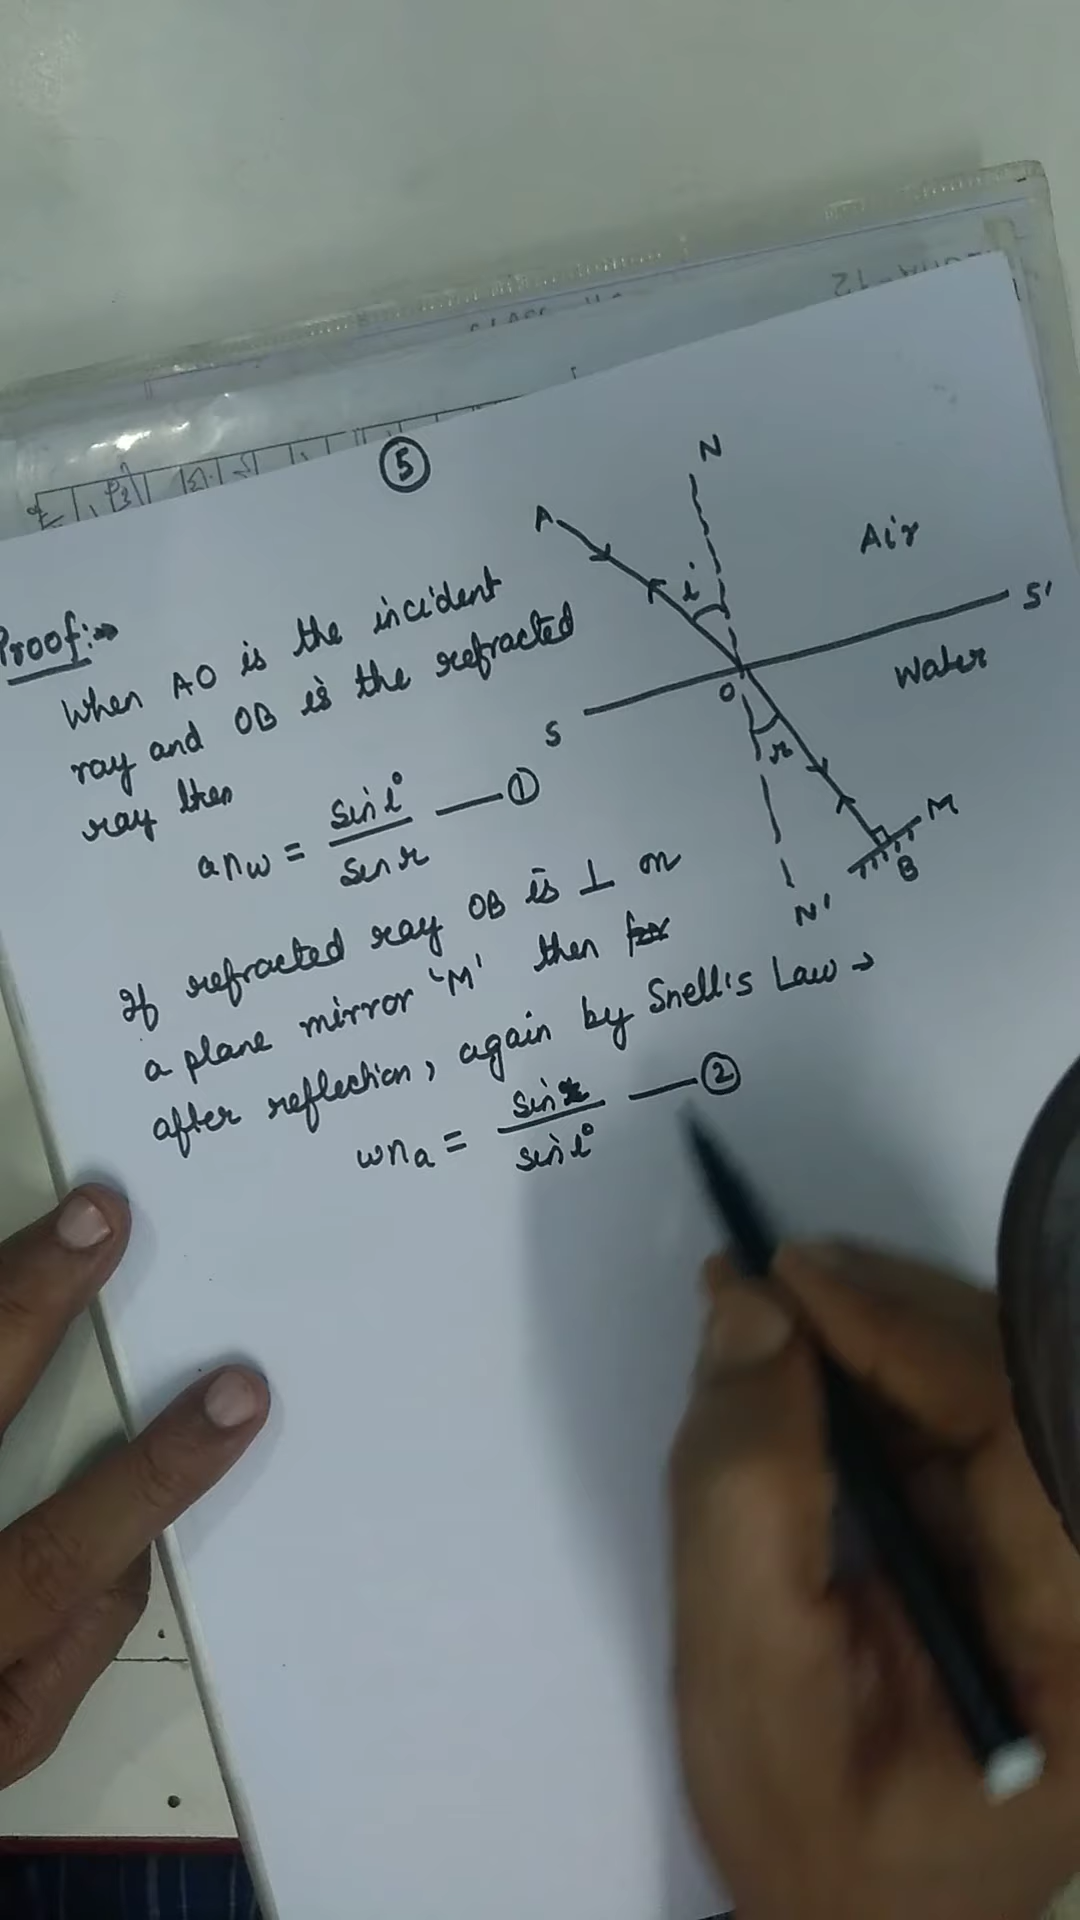 5
Proof:→
When AO is the incident
ray and OB is the refracted
ray then
anw = sin i / sin r — 1
If refracted ray OB is ⊥ on
a plane mirror 'M' then
after reflection, again by Snell's Law →
wna = sin r / sin i — 2
N
A
i
Air
S'
S
O
Water
r
M
B
N'